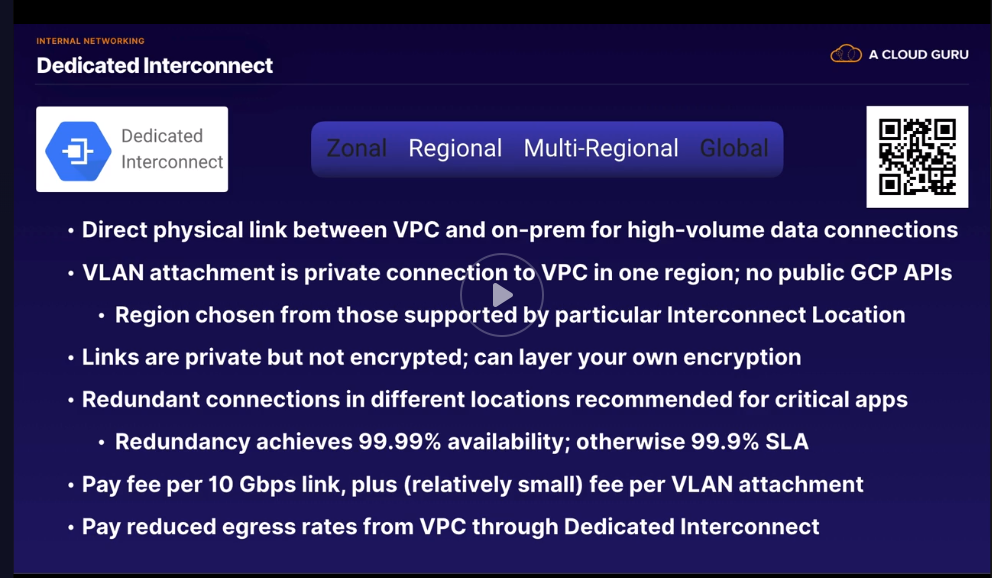 INTERNAL NETWORKING
Dedicated Interconnect
A CLOUD GURU
Dedicated
Interconnect
Zonal Regional Multi-Regional Global
• Direct physical link between VPC and on-prem for high-volume data connections
• VLAN attachment is private connection to VPC in one region; no public GCP APIs
• Region chosen from those supported by particular Interconnect Location
• Links are private but not encrypted; can layer your own encryption
• Redundant connections in different locations recommended for critical apps
• Redundancy achieves 99.99% availability; otherwise 99.9% SLA
• Pay fee per 10 Gbps link, plus (relatively small) fee per VLAN attachment
• Pay reduced egress rates from VPC through Dedicated Interconnect